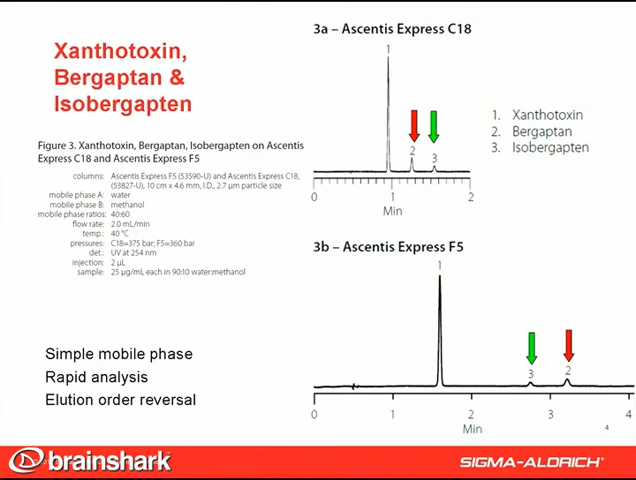 Xanthotoxin,
Bergaptan &
Isobergapten
Figure 3. Xanthotoxin, Bergaptan, Isobergapten on Ascentis
Express C18 and Ascentis Express F5
columns: Ascentis Express F5 (53590-U) and Ascentis Express C18,
(53827-U), 10 cm x 4.6 mm, I.D., 2.7 µm particle size
mobile phase A: water
mobile phase B: methanol
mobile phase ratios: 40:60
flow rate: 2.0 mL/min
temp.: 40 °C
pressures: C18=375 bar; F5=360 bar
det.: UV at 254 nm
injection: 2 µL
sample: 25 µg/mL each in 90:10 water:methanol
Simple mobile phase
Rapid analysis
Elution order reversal
3a – Ascentis Express C18
1
2
3
0 1 2
Min
1. Xanthotoxin
2. Bergaptan
3. Isobergapten
3b – Ascentis Express F5
1
3 2
0 1 2 3 4
Min
4
brainshark
SIGMA-ALDRICH®